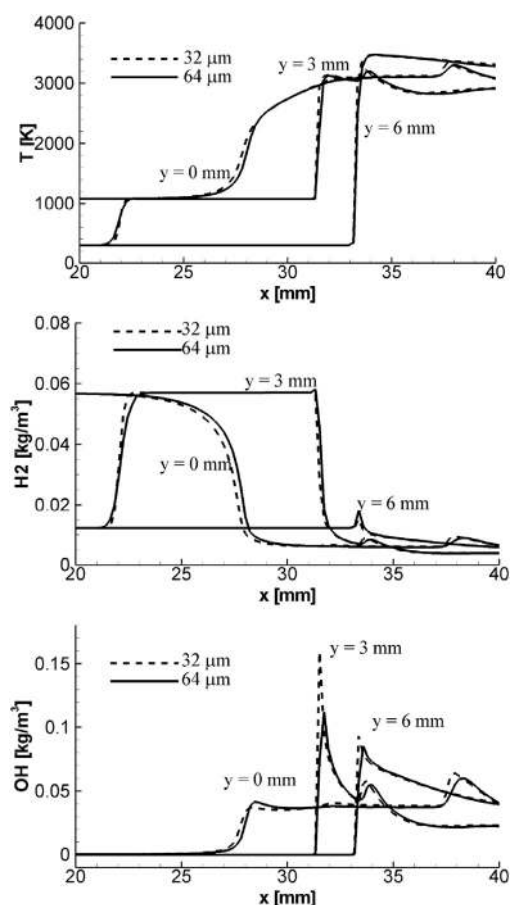 4000
3000
2000
1000
0
T [K]
32 μm
64 μm
y = 3 mm
y = 6 mm
y = 0 mm
20
25
30
35
40
x [mm]
0.08
0.06
0.04
0.02
0
H2 [kg/m³]
32 μm
64 μm
y = 3 mm
y = 0 mm
y = 6 mm
20
25
30
35
40
x [mm]
0.15
0.1
0.05
0
OH [kg/m³]
32 μm
64 μm
y = 3 mm
y = 6 mm
y = 0 mm
20
25
30
35
40
x [mm]